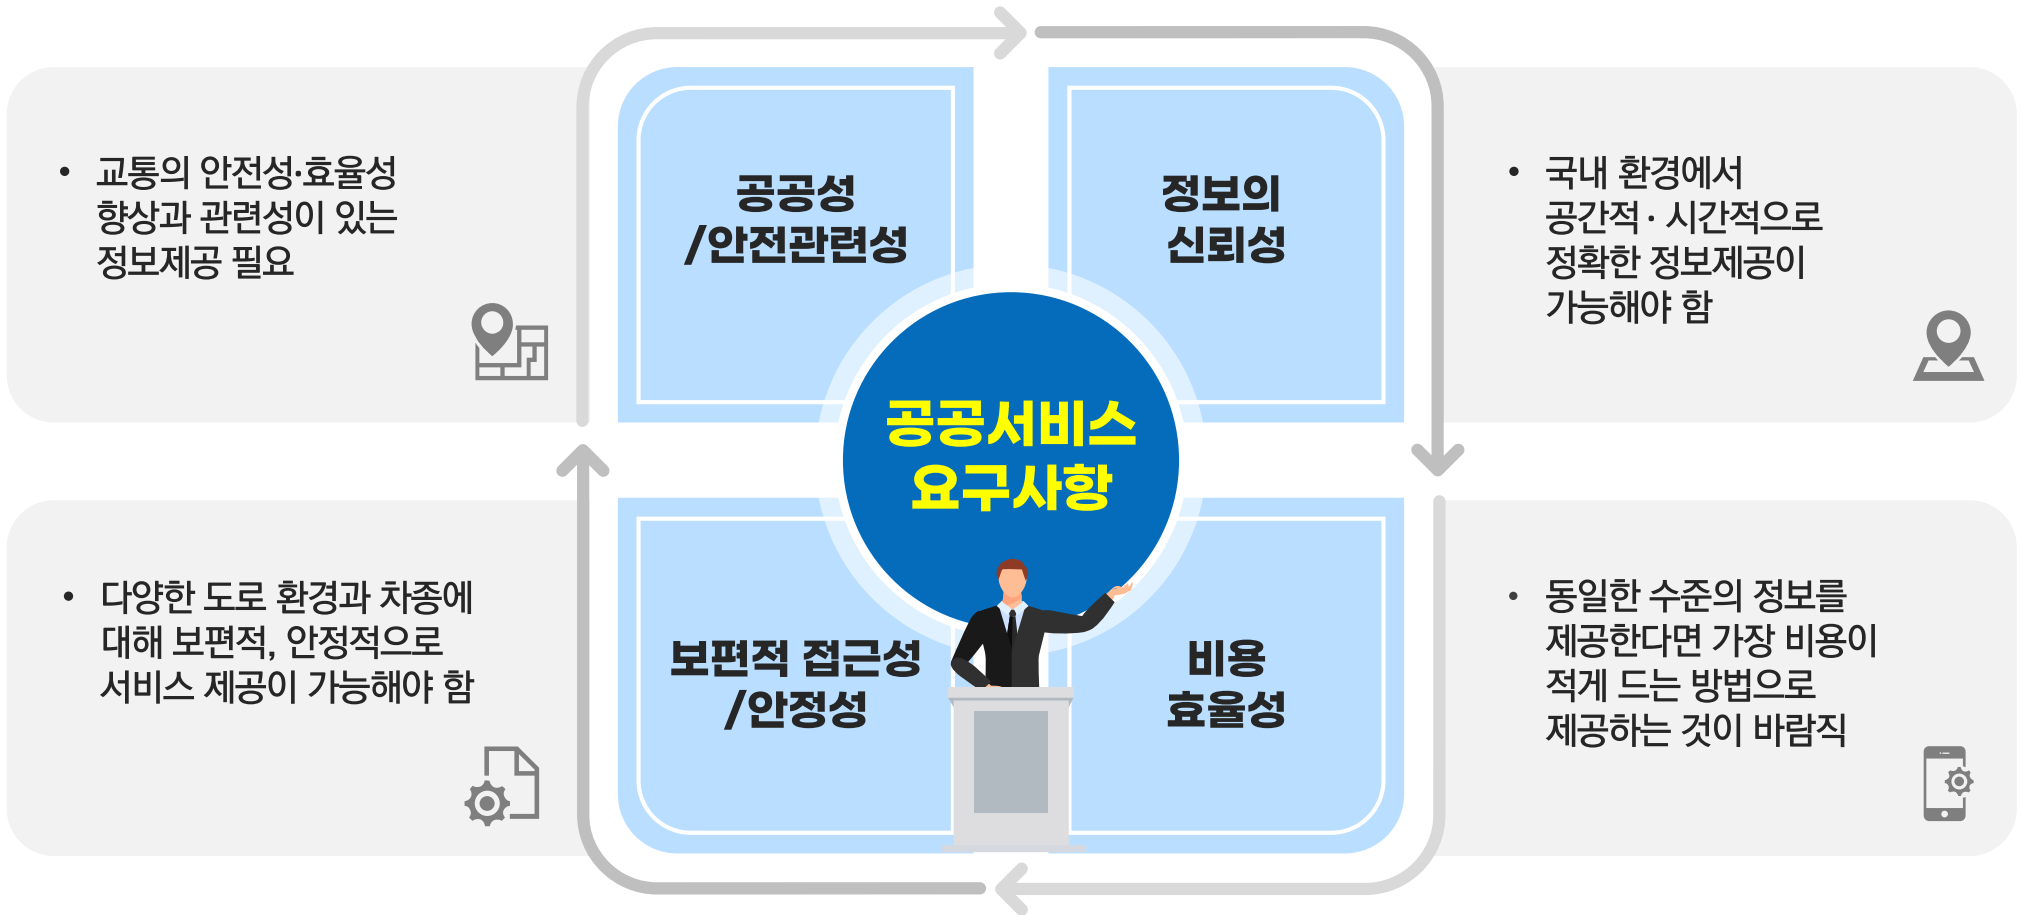 • 교통의 안전성·효율성
향상과 관련성이 있는
정보제공 필요
공공성
/안전관련성
정보의
신뢰성
• 국내 환경에서
공간적· 시간적으로
정확한 정보제공이
가능해야 함
공공서비스
요구사항
• 다양한 도로 환경과 차종에
대해 보편적, 안정적으로
서비스 제공이 가능해야 함
보편적 접근성
/안정성
비용
효율성
• 동일한 수준의 정보를
제공한다면 가장 비용이
적게 드는 방법으로
제공하는 것이 바람직